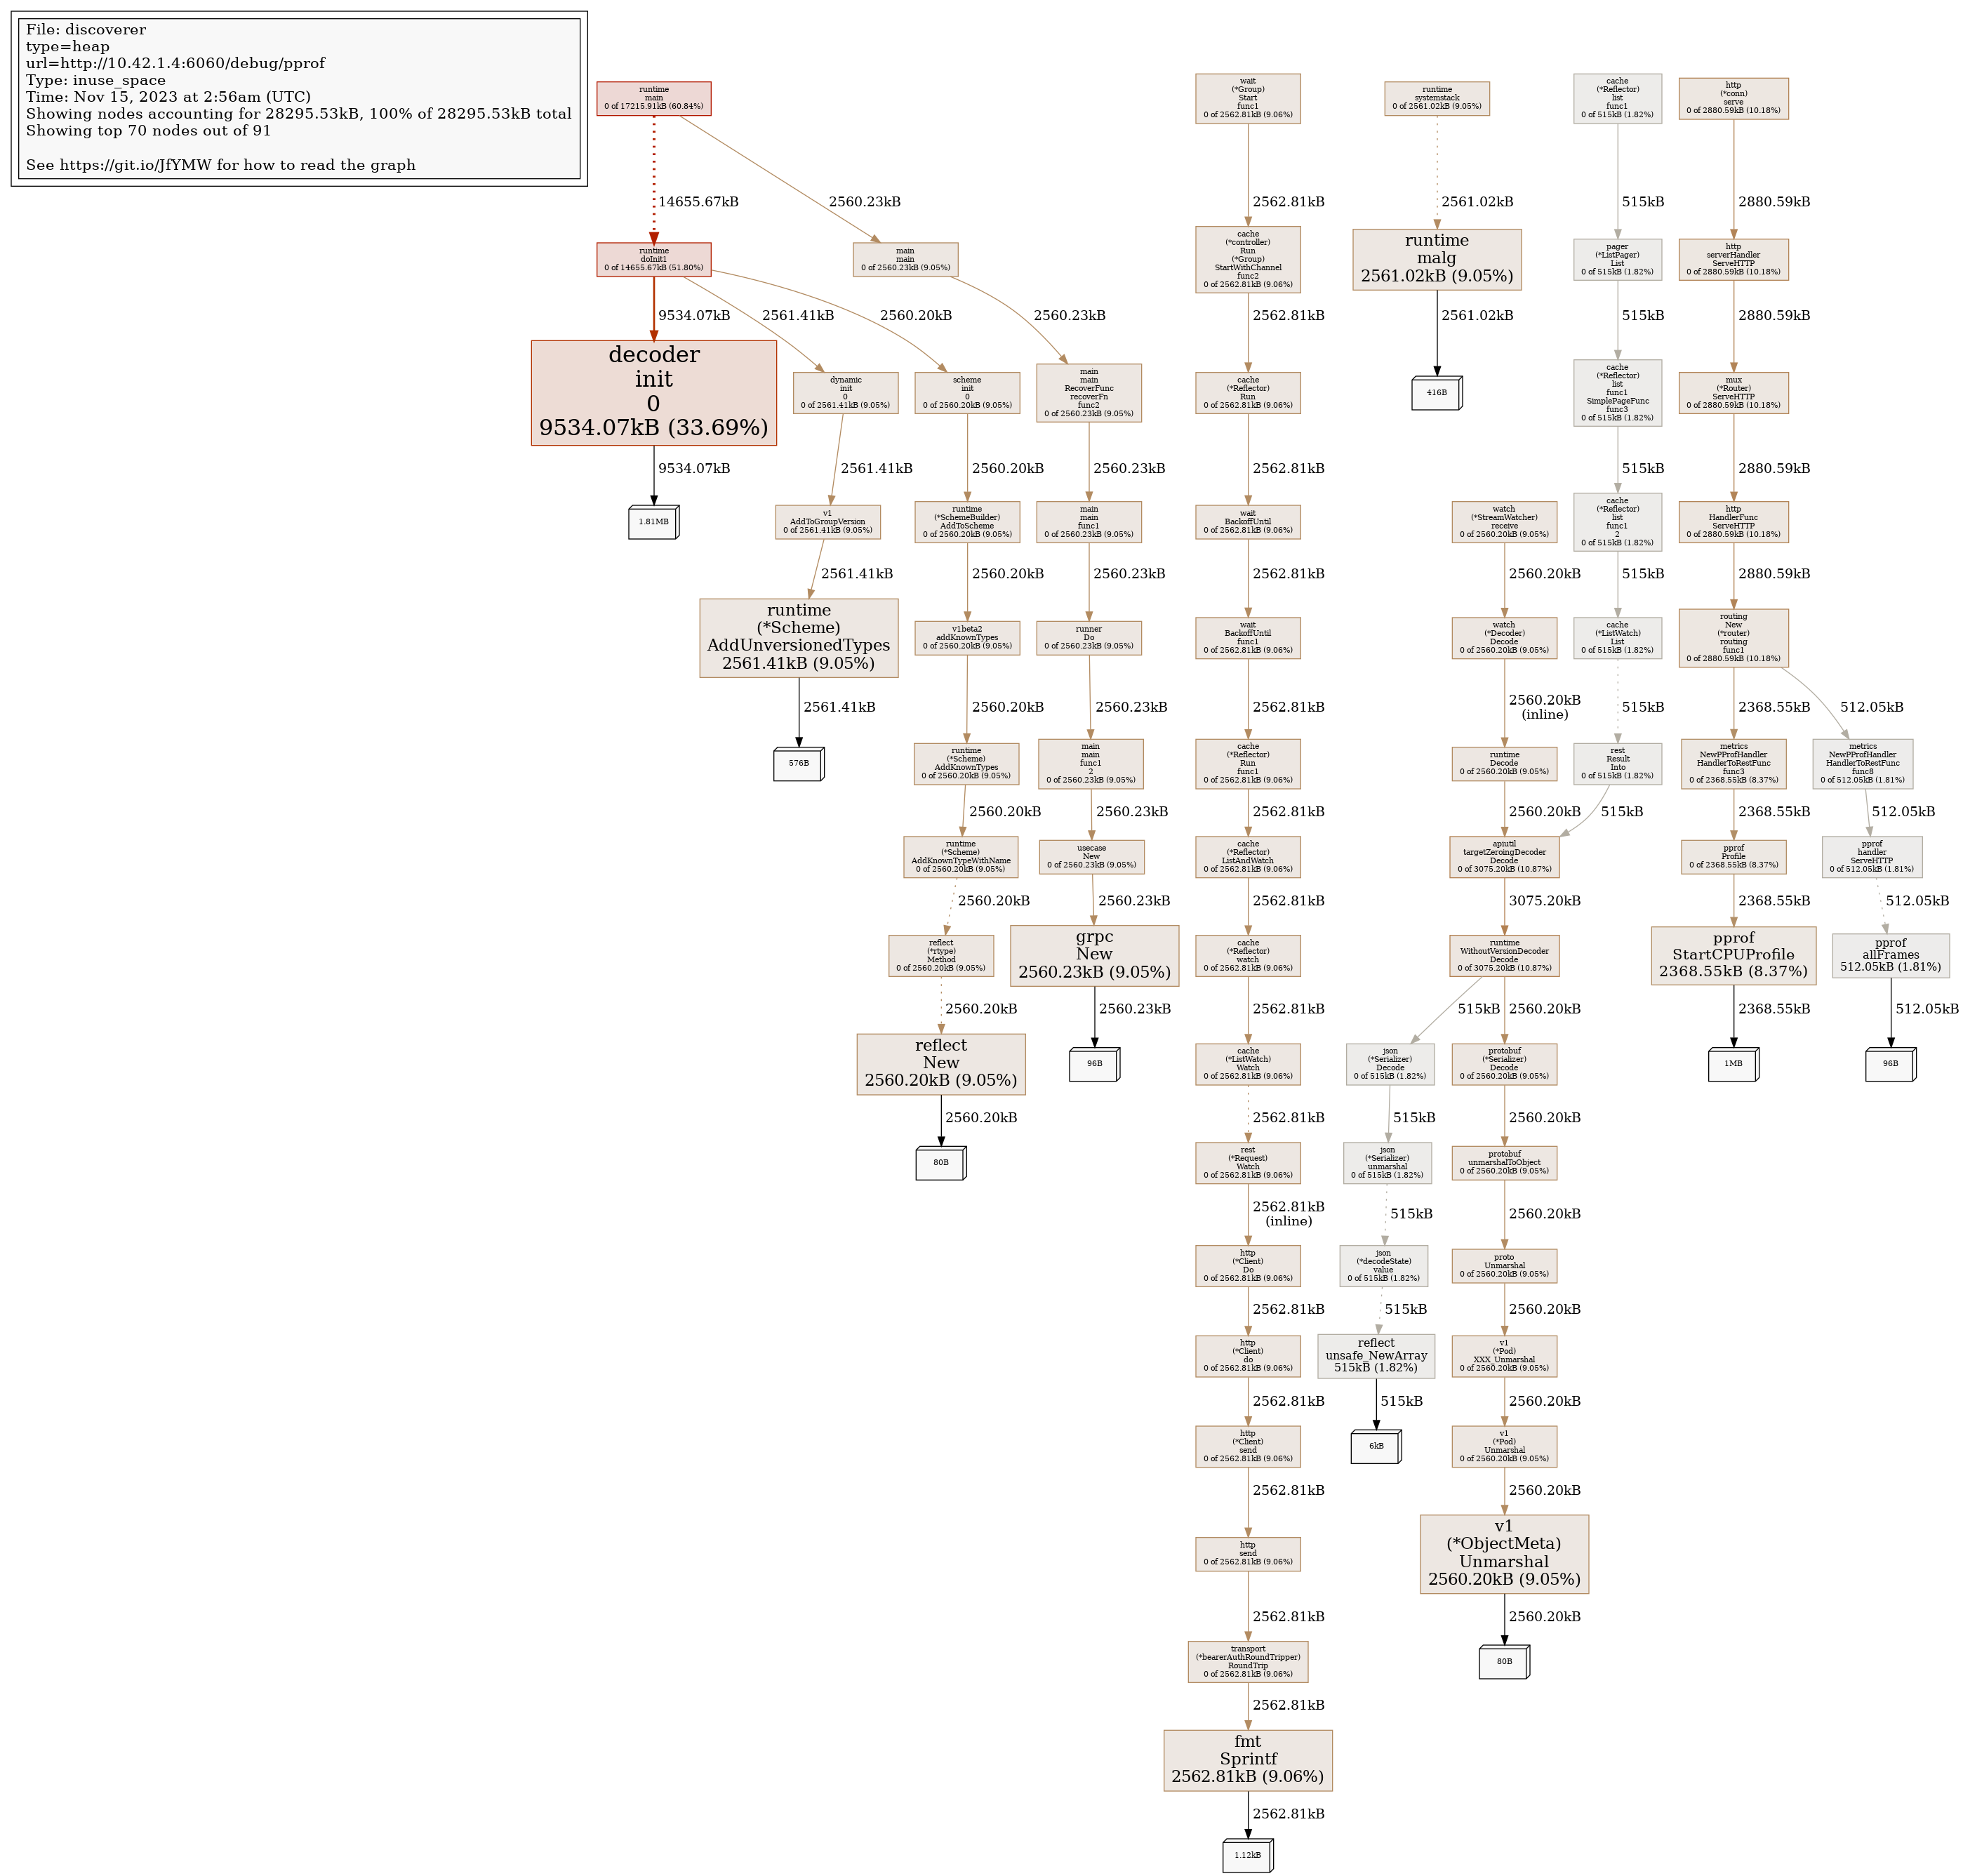 File: discoverer
type=heap
url=http://10.42.1.4:6060/debug/pprof
Type: inuse_space
Time: Nov 15, 2023 at 2:56am (UTC)
Showing nodes accounting for 28295.53kB, 100% of 28295.53kB total
Showing top 70 nodes out of 91
See https://git.io/JfYMW for how to read the graph
runtime
main
0 of 17215.91kB (60.84%)
14655.67kB
2560.23kB
runtime
doInit1
0 of 14655.67kB (51.80%)
main
main
0 of 2560.23kB (9.05%)
9534.07kB
2561.41kB
2560.20kB
2560.23kB
decoder
init
0
9534.07kB (33.69%)
9534.07kB
1.81MB
dynamic
init
0
0 of 2561.41kB (9.05%)
2561.41kB
v1
AddToGroupVersion
0 of 2561.41kB (9.05%)
2561.41kB
runtime
(*Scheme)
AddUnversionedTypes
2561.41kB (9.05%)
2561.41kB
576B
scheme
init
0
0 of 2560.20kB (9.05%)
2560.20kB
runtime
(*SchemeBuilder)
AddToScheme
0 of 2560.20kB (9.05%)
2560.20kB
v1beta2
addKnownTypes
0 of 2560.20kB (9.05%)
2560.20kB
runtime
(*Scheme)
AddKnownTypes
0 of 2560.20kB (9.05%)
2560.20kB
runtime
(*Scheme)
AddKnownTypeWithName
0 of 2560.20kB (9.05%)
2560.20kB
reflect
(*rtype)
Method
0 of 2560.20kB (9.05%)
2560.20kB
reflect
New
2560.20kB (9.05%)
2560.20kB
80B
main
main
RecoverFunc
recoverFn
func2
0 of 2560.23kB (9.05%)
2560.23kB
main
main
func1
0 of 2560.23kB (9.05%)
2560.23kB
runner
Do
0 of 2560.23kB (9.05%)
2560.23kB
main
main
func1
2
0 of 2560.23kB (9.05%)
2560.23kB
usecase
New
0 of 2560.23kB (9.05%)
2560.23kB
grpc
New
2560.23kB (9.05%)
2560.23kB
96B
wait
(*Group)
Start
func1
0 of 2562.81kB (9.06%)
2562.81kB
cache
(*controller)
Run
(*Group)
StartWithChannel
func2
0 of 2562.81kB (9.06%)
2562.81kB
cache
(*Reflector)
Run
0 of 2562.81kB (9.06%)
2562.81kB
wait
BackoffUntil
0 of 2562.81kB (9.06%)
2562.81kB
wait
BackoffUntil
func1
0 of 2562.81kB (9.06%)
2562.81kB
cache
(*Reflector)
Run
func1
0 of 2562.81kB (9.06%)
2562.81kB
cache
(*Reflector)
ListAndWatch
0 of 2562.81kB (9.06%)
2562.81kB
cache
(*Reflector)
watch
0 of 2562.81kB (9.06%)
2562.81kB
cache
(*ListWatch)
Watch
0 of 2562.81kB (9.06%)
2562.81kB
rest
(*Request)
Watch
0 of 2562.81kB (9.06%)
2562.81kB
(inline)
http
(*Client)
Do
0 of 2562.81kB (9.06%)
2562.81kB
http
(*Client)
do
0 of 2562.81kB (9.06%)
2562.81kB
http
(*Client)
send
0 of 2562.81kB (9.06%)
2562.81kB
http
send
0 of 2562.81kB (9.06%)
2562.81kB
transport
(*bearerAuthRoundTripper)
RoundTrip
0 of 2562.81kB (9.06%)
2562.81kB
fmt
Sprintf
2562.81kB (9.06%)
2562.81kB
1.12kB
runtime
systemstack
0 of 2561.02kB (9.05%)
2561.02kB
runtime
malg
2561.02kB (9.05%)
2561.02kB
416B
watch
(*StreamWatcher)
receive
0 of 2560.20kB (9.05%)
2560.20kB
watch
(*Decoder)
Decode
0 of 2560.20kB (9.05%)
2560.20kB
(inline)
runtime
Decode
0 of 2560.20kB (9.05%)
2560.20kB
apiutil
targetZeroingDecoder
Decode
0 of 3075.20kB (10.87%)
3075.20kB
runtime
WithoutVersionDecoder
Decode
0 of 3075.20kB (10.87%)
515kB
2560.20kB
json
(*Serializer)
Decode
0 of 515kB (1.82%)
515kB
json
(*Serializer)
unmarshal
0 of 515kB (1.82%)
515kB
json
(*decodeState)
value
0 of 515kB (1.82%)
515kB
reflect
unsafe_NewArray
515kB (1.82%)
515kB
6kB
protobuf
(*Serializer)
Decode
0 of 2560.20kB (9.05%)
2560.20kB
protobuf
unmarshalToObject
0 of 2560.20kB (9.05%)
2560.20kB
proto
Unmarshal
0 of 2560.20kB (9.05%)
2560.20kB
v1
(*Pod)
XXX_Unmarshal
0 of 2560.20kB (9.05%)
2560.20kB
v1
(*Pod)
Unmarshal
0 of 2560.20kB (9.05%)
2560.20kB
v1
(*ObjectMeta)
Unmarshal
2560.20kB (9.05%)
2560.20kB
80B
cache
(*Reflector)
list
func1
0 of 515kB (1.82%)
515kB
pager
(*ListPager)
List
0 of 515kB (1.82%)
515kB
cache
(*Reflector)
list
func1
SimplePageFunc
func3
0 of 515kB (1.82%)
515kB
cache
(*Reflector)
list
func1
2
0 of 515kB (1.82%)
515kB
cache
(*ListWatch)
List
0 of 515kB (1.82%)
515kB
rest
Result
Into
0 of 515kB (1.82%)
515kB
http
(*conn)
serve
0 of 2880.59kB (10.18%)
2880.59kB
http
serverHandler
ServeHTTP
0 of 2880.59kB (10.18%)
2880.59kB
mux
(*Router)
ServeHTTP
0 of 2880.59kB (10.18%)
2880.59kB
http
HandlerFunc
ServeHTTP
0 of 2880.59kB (10.18%)
2880.59kB
routing
New
(*router)
routing
func1
0 of 2880.59kB (10.18%)
2368.55kB
512.05kB
metrics
NewPProfHandler
HandlerToRestFunc
func3
0 of 2368.55kB (8.37%)
2368.55kB
pprof
Profile
0 of 2368.55kB (8.37%)
2368.55kB
pprof
StartCPUProfile
2368.55kB (8.37%)
2368.55kB
1MB
metrics
NewPProfHandler
HandlerToRestFunc
func8
0 of 512.05kB (1.81%)
512.05kB
pprof
handler
ServeHTTP
0 of 512.05kB (1.81%)
512.05kB
pprof
allFrames
512.05kB (1.81%)
512.05kB
96B